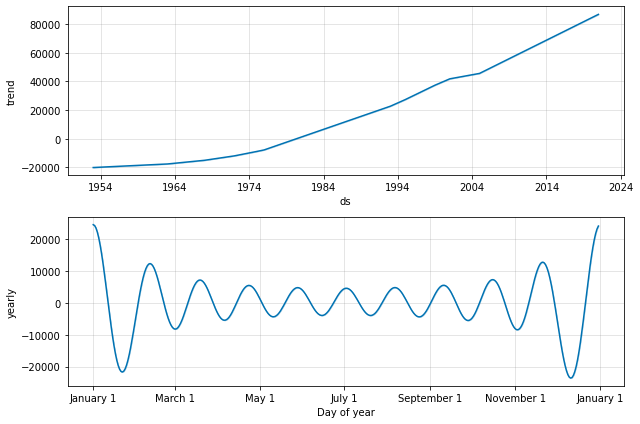 80000
60000
40000
20000
0
−20000
trend
1954 1964 1974 1984 1994 2004 2014 2024
ds
20000
10000
0
−10000
−20000
yearly
January 1 March 1 May 1 July 1 September 1 November 1 January 1
Day of year